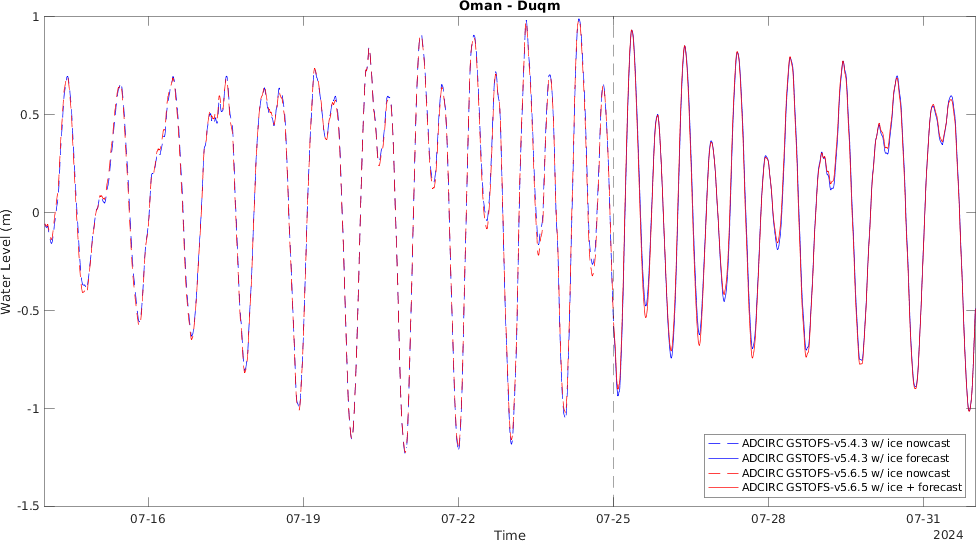 Oman - Duqm
1
0.5
0
-0.5
-1
-1.5
Water Level (m)
ADCIRC GSTOFS-v5.4.3 w/ ice nowcast
ADCIRC GSTOFS-v5.4.3 w/ ice forecast
ADCIRC GSTOFS-v5.6.5 w/ ice nowcast
ADCIRC GSTOFS-v5.6.5 w/ ice + forecast
07-16 07-19 07-22 07-25 07-28 07-31
Time
2024